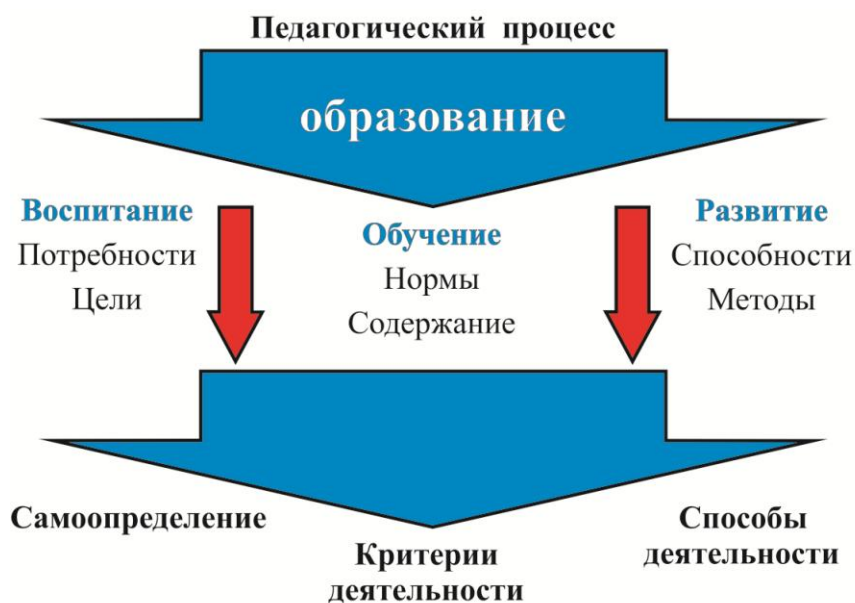 Педагогический процесс
образование
Воспитание
Потребности
Цели
Обучение
Нормы
Содержание
Развитие
Способности
Методы
Самоопределение
Критерии
деятельности
Способы
деятельности